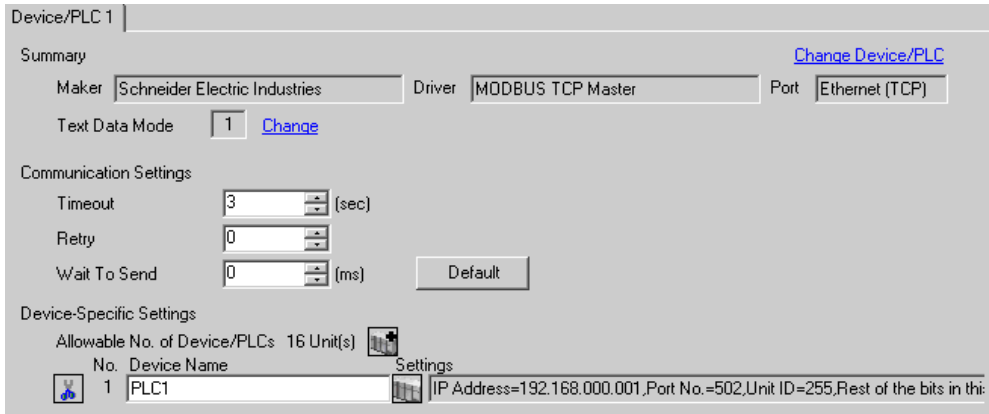 Device/PLC 1
Summary
Change Device/PLC
Maker Schneider Electric Industries Driver MODBUS TCP Master Port Ethernet (TCP)
Text Data Mode 1 Change
Communication Settings
Timeout 3 (sec)
Retry 0
Wait To Send 0 (ms) Default
Device-Specific Settings
Allowable No. of Device/PLCs 16 Unit(s)
No. Device Name Settings
1 PLC1 IP Address=192.168.000.001,Port No.=502,Unit ID=255,Rest of the bits in this